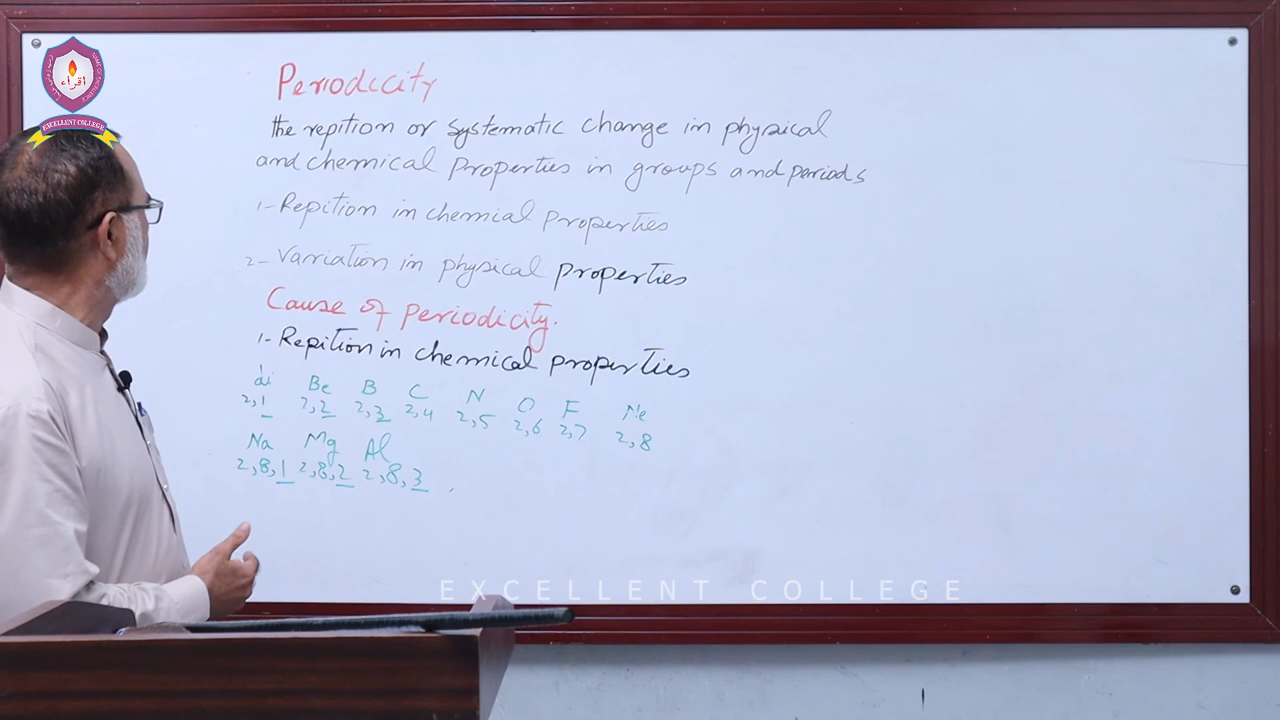 اقراء
EXCELLENT COLLEGE
Periodicity
the repition or systematic change in physical
and chemical properties in groups and periods
1- Repition in chemical properties
2- Variation in physical properties
Cause of periodicity.
1- Repition in chemical properties
Li Be B C N O F Ne
2,1 2,2 2,3 2,4 2,5 2,6 2,7 2,8
Na Mg Al
2,8,1 2,8,2 2,8,3
EXCELLENT COLLEGE